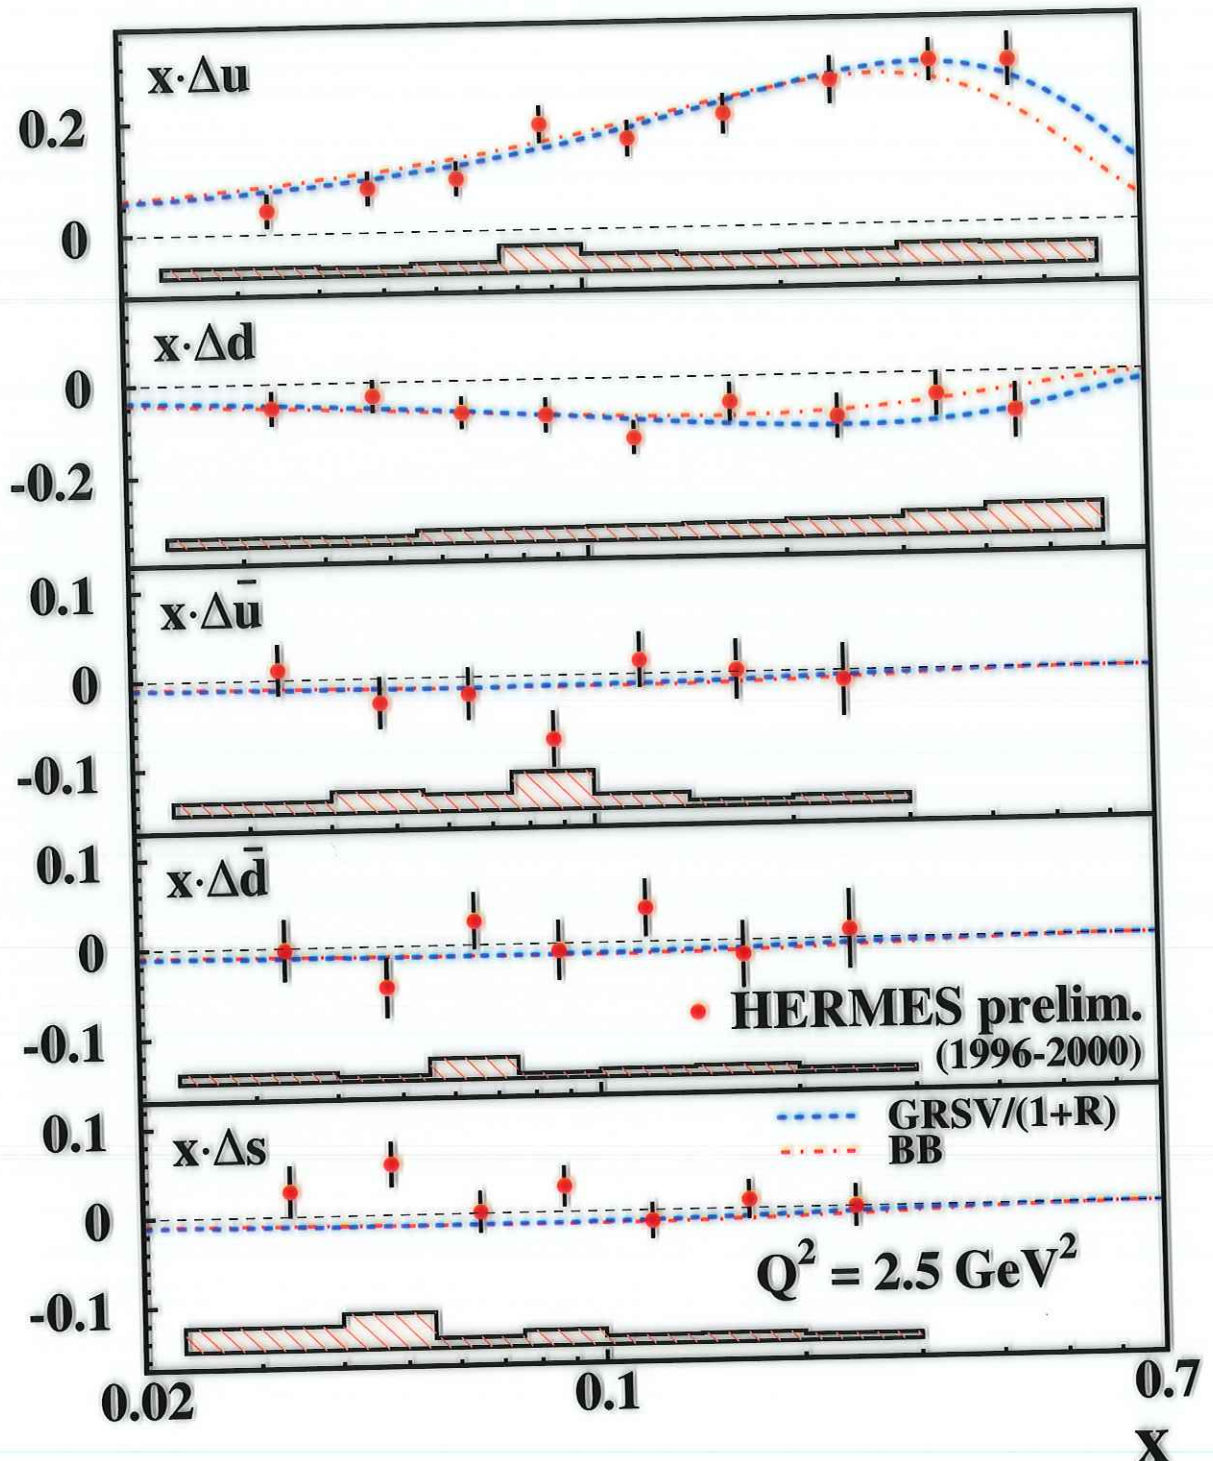 x·Δu
0.2
0
x·Δd
0
-0.2
0.1
x·Δū
0
-0.1
0.1
x·Δd̄
0
HERMES prelim.
-0.1
(1996-2000)
0.1
GRSV/(1+R)
x·Δs
BB
0
Q² = 2.5 GeV²
-0.1
0.02
0.1
0.7
x